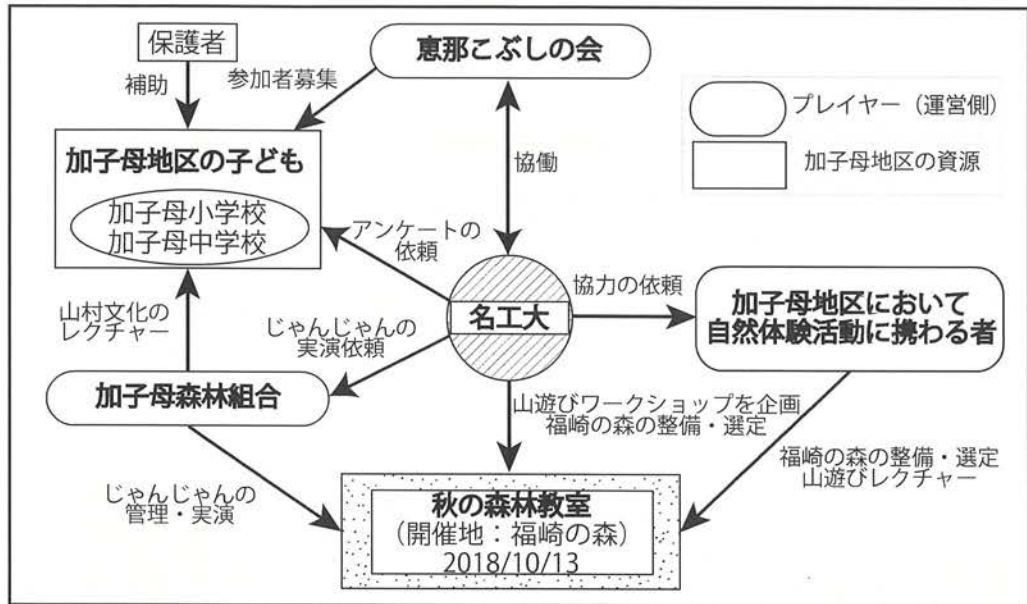 保護者
補助
参加者募集
恵那こぶしの会
プレイヤー（運営側）
加子母地区の資源
加子母地区の子ども
加子母小学校
加子母中学校
協働
アンケートの
依頼
名工大
協力の依頼
加子母地区において
自然体験活動に携わる者
山村文化の
レクチャー
じゃんじゃんの
実演依頼
加子母森林組合
山遊びワークショップを企画
福崎の森の整備・選定
福崎の森の整備・選定
山遊びレクチャー
じゃんじゃんの
管理・実演
秋の森林教室
（開催地：福崎の森）
2018/10/13